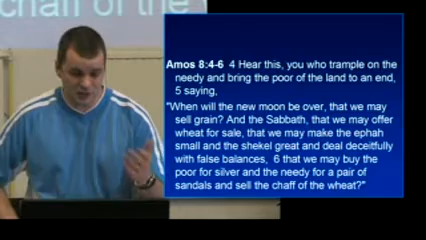 chaff of the
Amos 8:4-6 4 Hear this, you who trample on the
needy and bring the poor of the land to an end,
5 saying,
"When will the new moon be over, that we may
sell grain? And the Sabbath, that we may offer
wheat for sale, that we may make the ephah
small and the shekel great and deal deceitfully
with false balances, 6 that we may buy the
poor for silver and the needy for a pair of
sandals and sell the chaff of the wheat?"